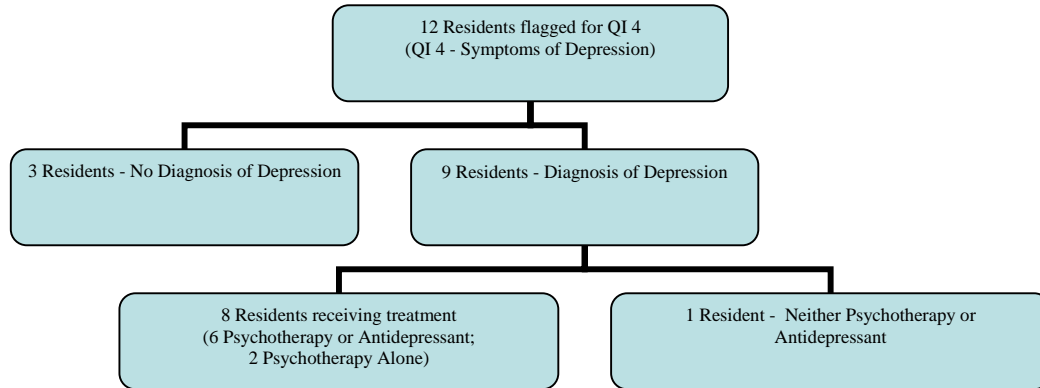 12 Residents flagged for QI 4
(QI 4 - Symptoms of Depression)
3 Residents - No Diagnosis of Depression
9 Residents - Diagnosis of Depression
8 Residents receiving treatment
(6 Psychotherapy or Antidepressant;
2 Psychotherapy Alone)
1 Resident - Neither Psychotherapy or
Antidepressant